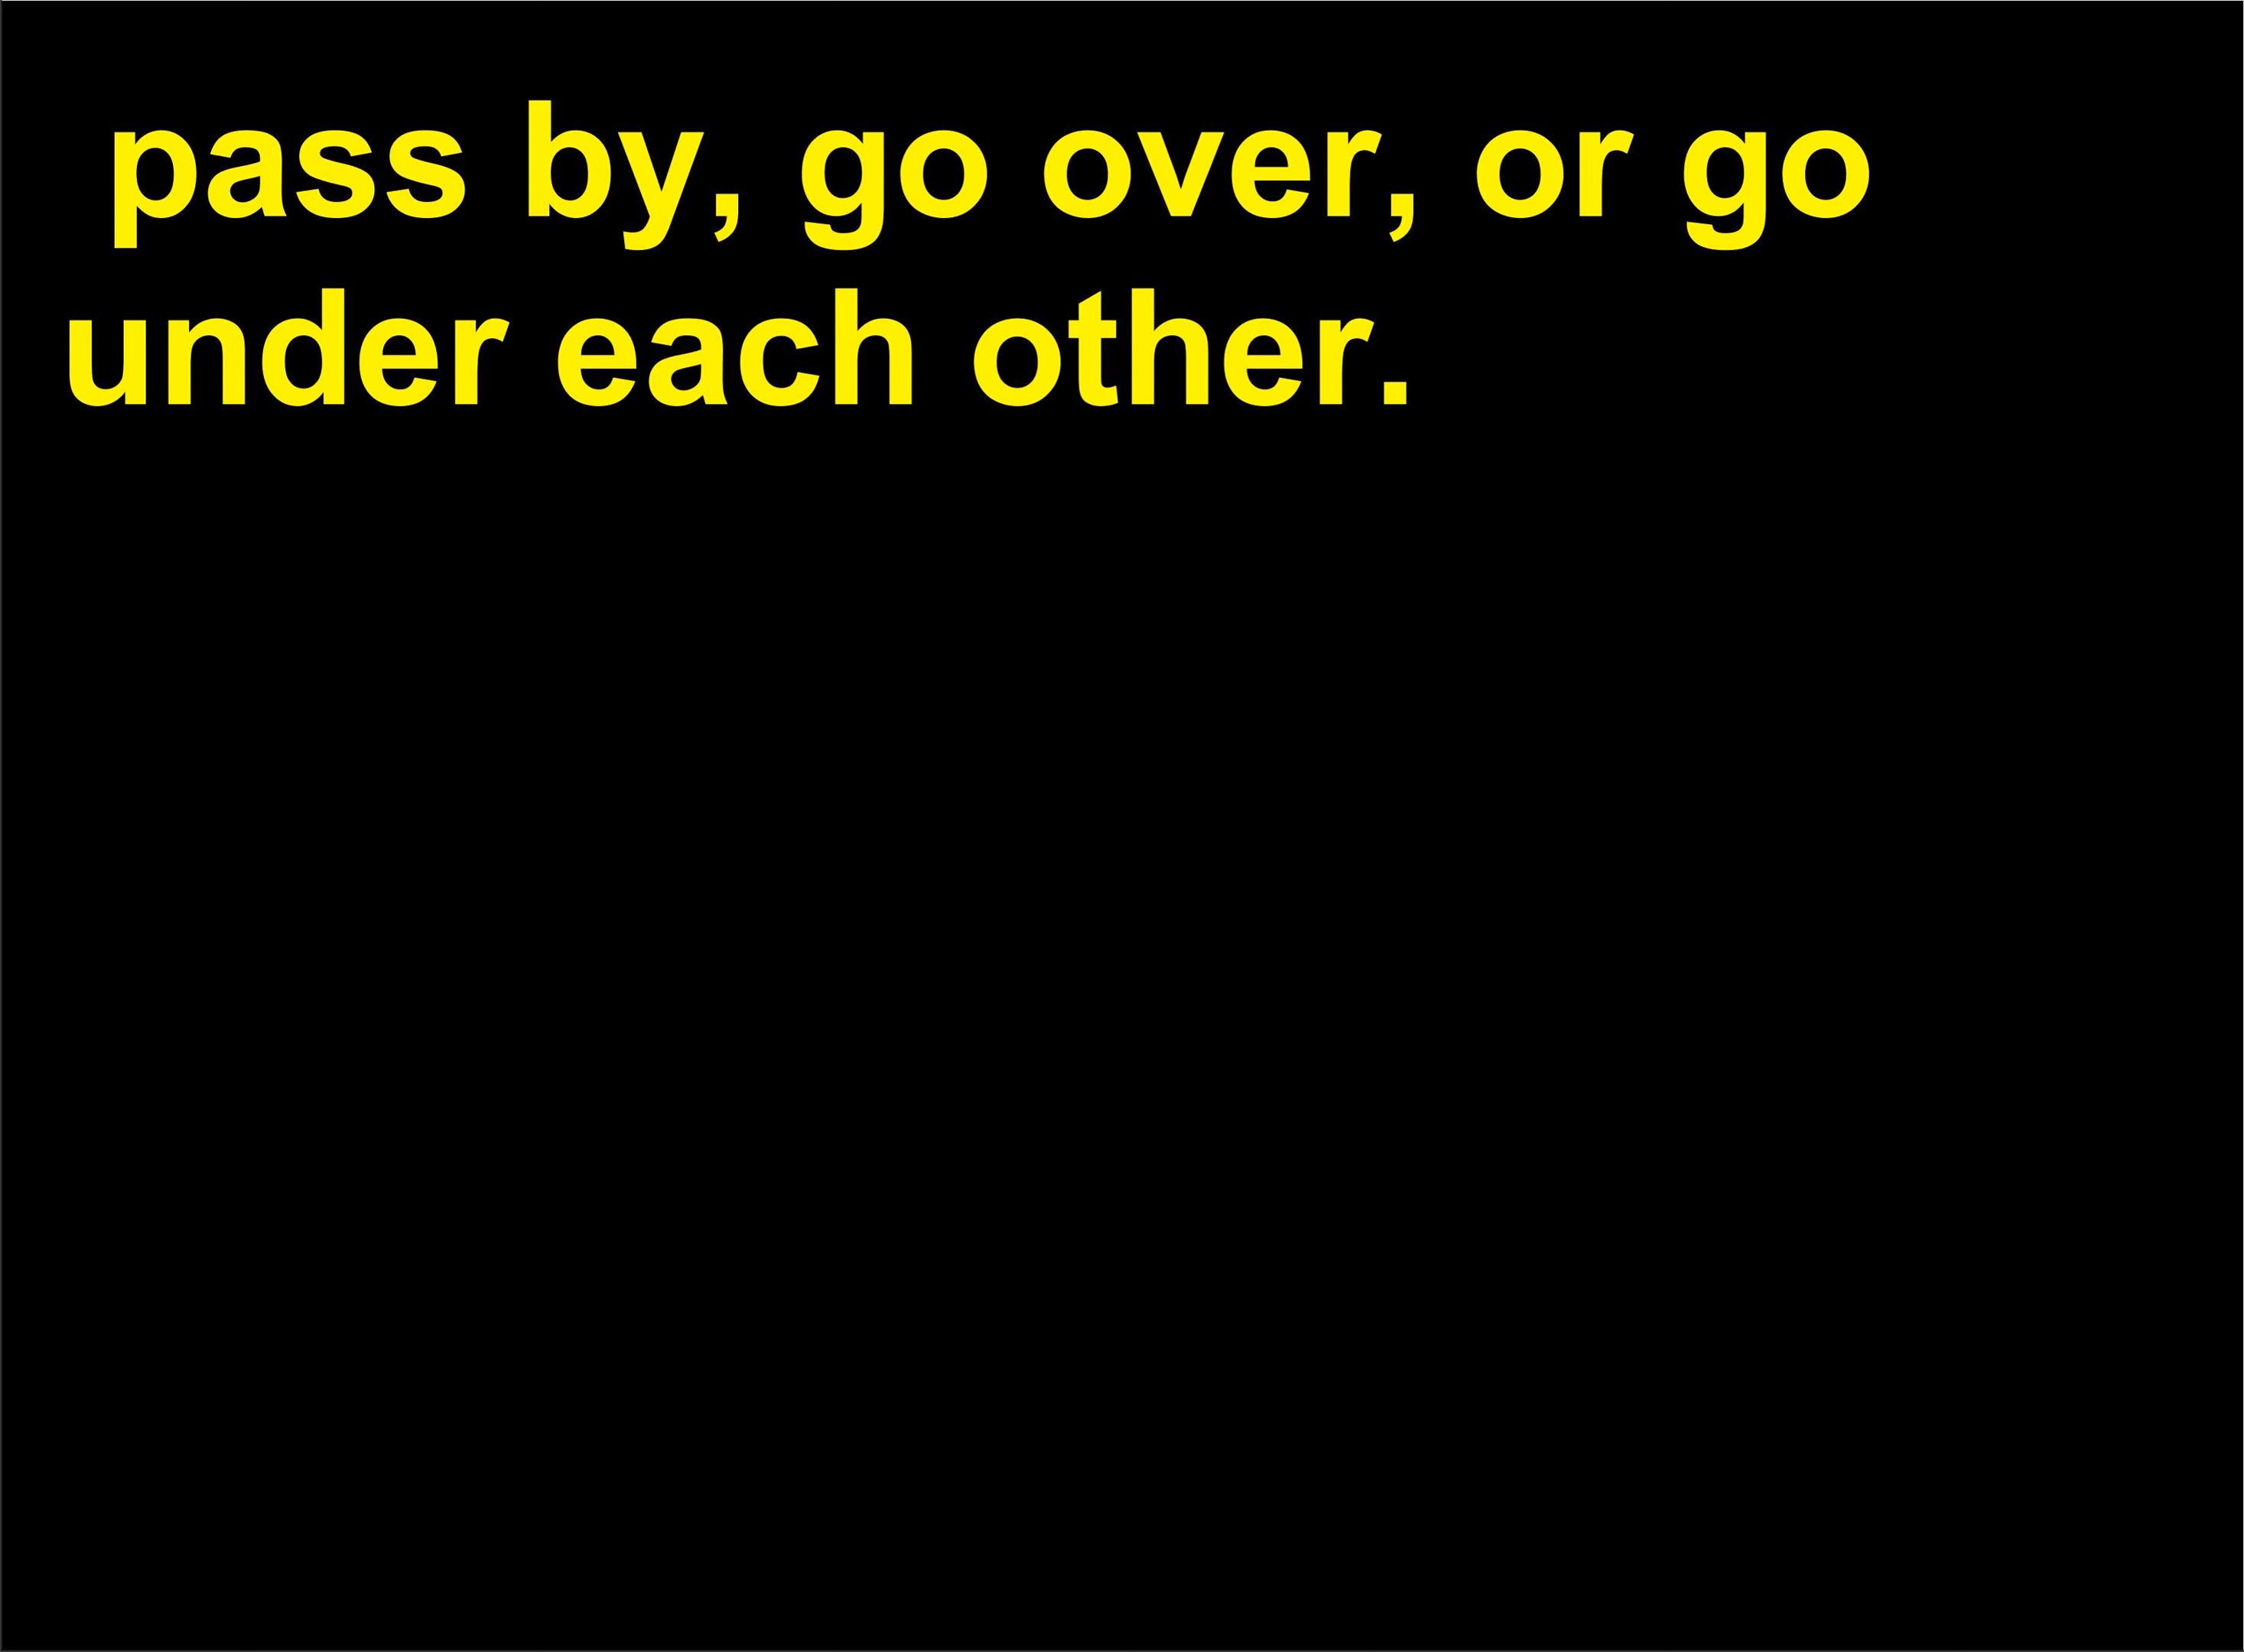 pass by, go over, or go
under each other.